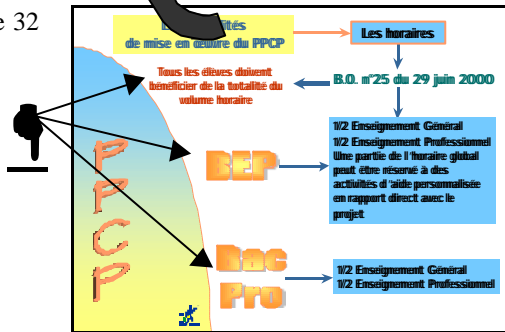 32
de mise en œuvre du PPCP
Les horaires
Tous les élèves doivent
bénéficier de la totalité du
volume horaire
B.O. n°25 du 29 juin 2000
PPCP
BEP
1/2 Enseignement Général
1/2 Enseignement Professionnel
Une partie de l'horaire global
peut être réservé à des
activités d'aide personnalisée
en rapport direct avec le
projet
Bac
Pro
1/2 Enseignement Général
1/2 Enseignement Professionnel